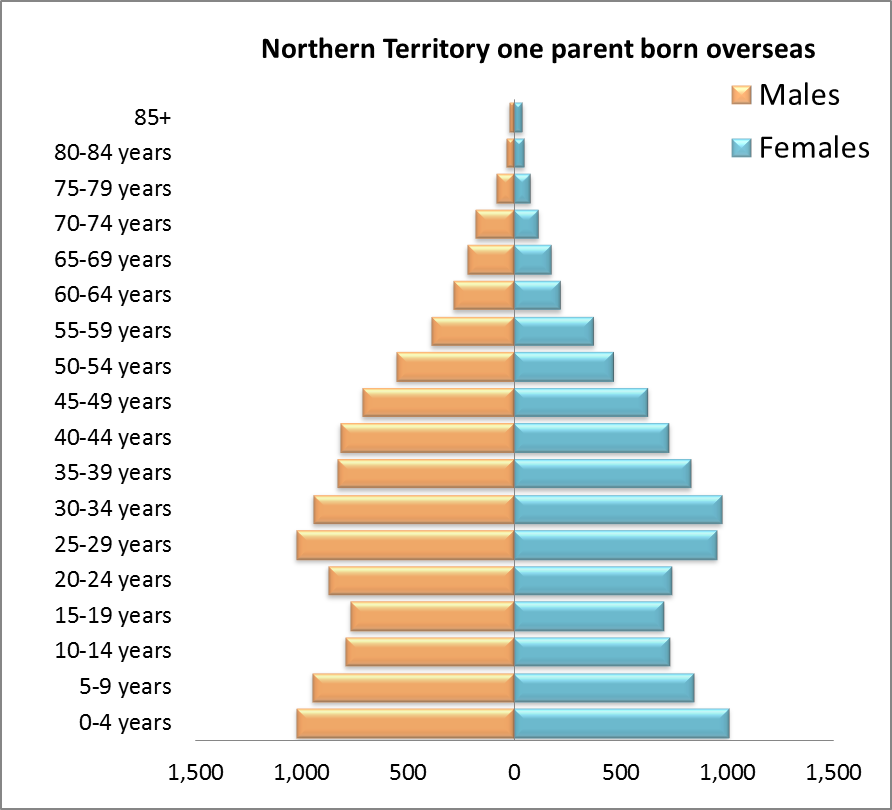 Northern Territory one parent born overseas
Males
Females
85+
80-84 years
75-79 years
70-74 years
65-69 years
60-64 years
55-59 years
50-54 years
45-49 years
40-44 years
35-39 years
30-34 years
25-29 years
20-24 years
15-19 years
10-14 years
5-9 years
0-4 years
1,500 1,000 500 0 500 1,000 1,500